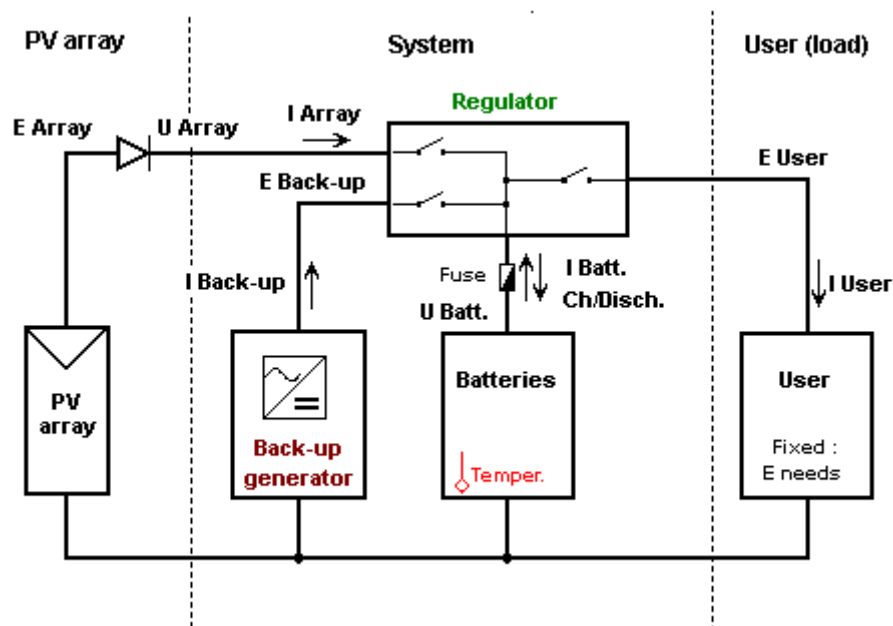 PV array
System
User (load)
Regulator
I Array
E Array
U Array
E User
E Back-up
I Back-up
Fuse
I Batt.
Ch/Disch.
U Batt.
I User
PV
array
Back-up
generator
Batteries
Temper.
User
Fixed :
E needs